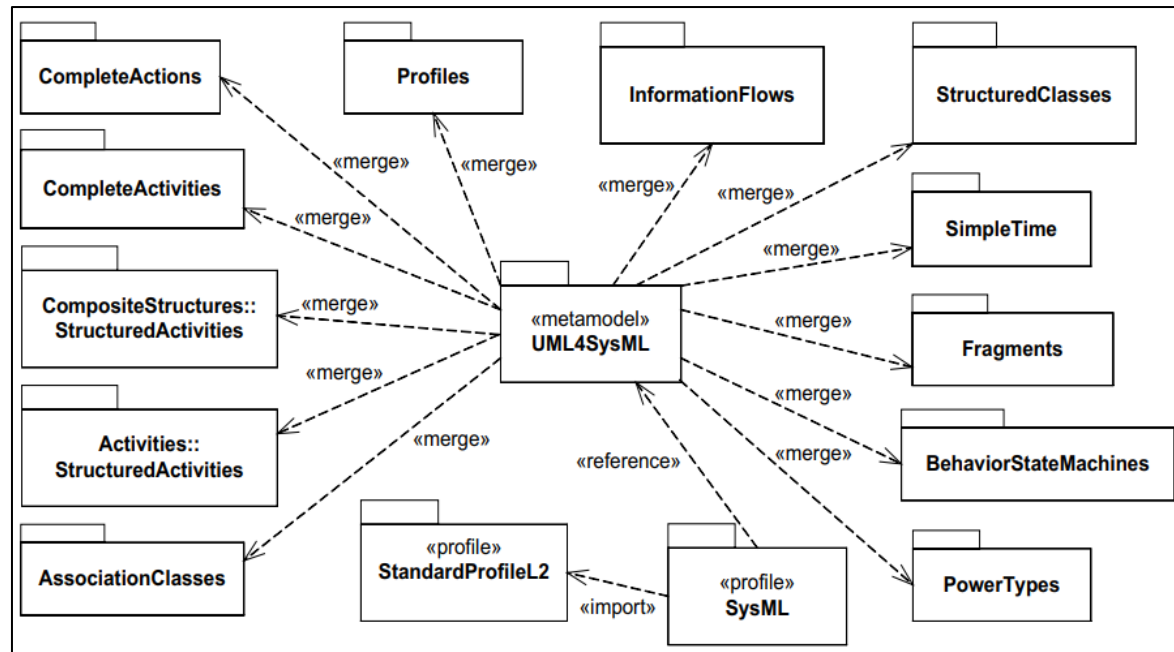 CompleteActions
Profiles
InformationFlows
StructuredClasses
«merge»
«merge»
«merge»
«merge»
CompleteActivities
«merge»
SimpleTime
«merge»
CompositeStructures::
StructuredActivities
«merge»
«metamodel»
UML4SysML
«merge»
Fragments
«merge»
«merge»
Activities::
StructuredActivities
«merge»
«reference»
«merge»
BehaviorStateMachines
AssociationClasses
«profile»
StandardProfileL2
«import»
«profile»
SysML
PowerTypes